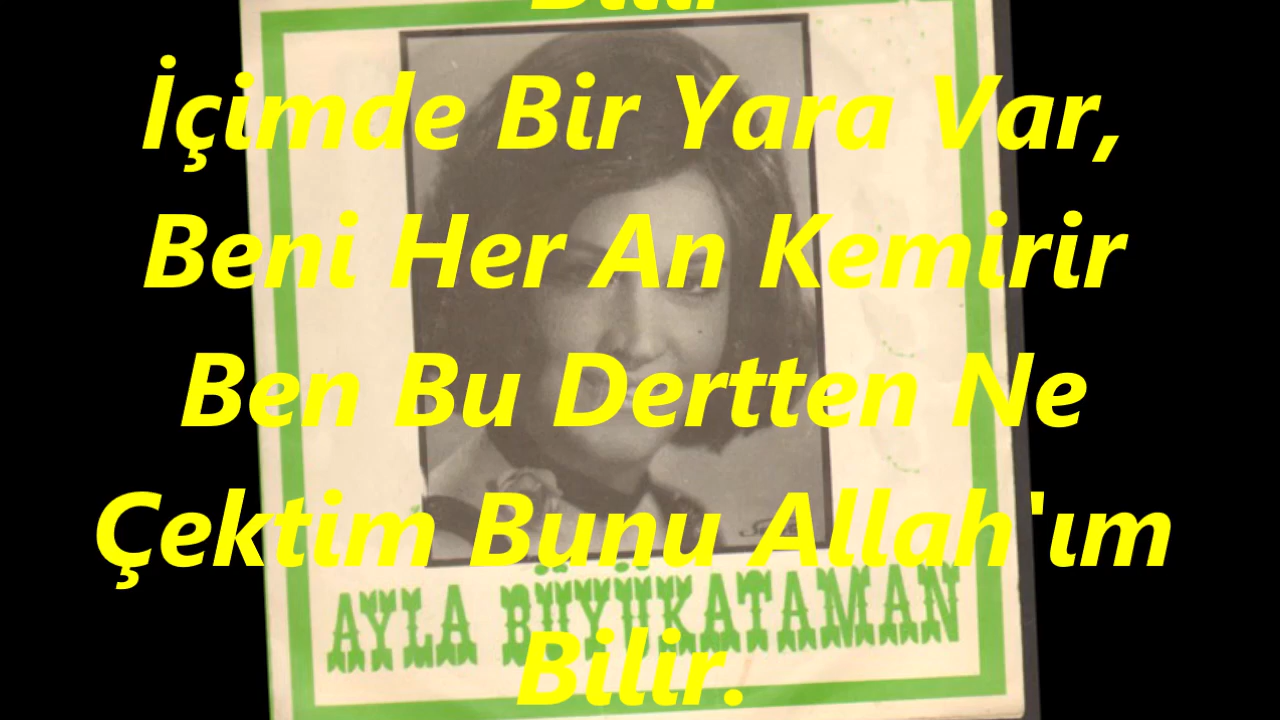 Bilir
İçimde Bir Yara Var,
Beni Her An Kemirir
Ben Bu Dertten Ne
Çektim Bunu Allah'ım
Bilir.
AYLA BÜYÜKATAMAN